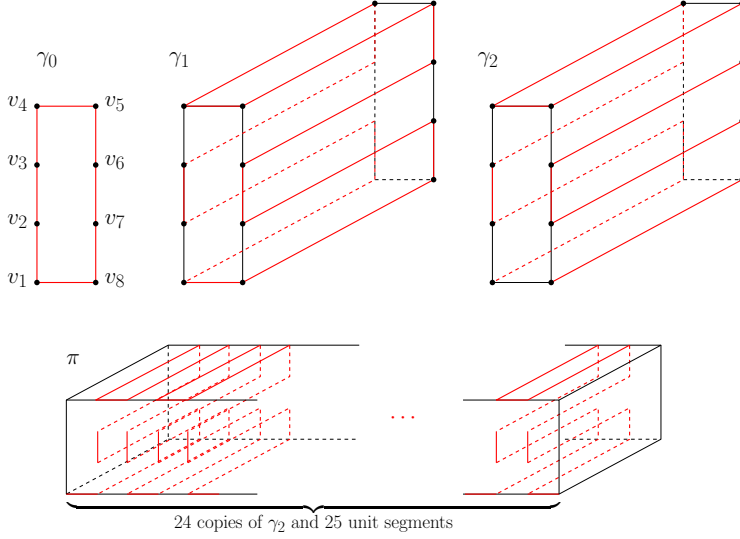 γ₀ γ₁ γ₂
v₄ v₅
v₃ v₆
v₂ v₇
v₁ v₈
π
...
24 copies of γ₂ and 25 unit segments